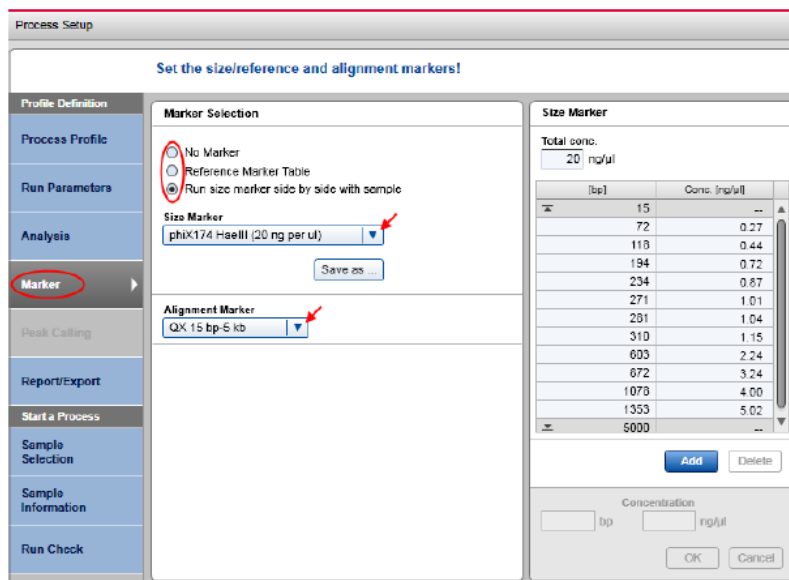 Process Setup
Set the size/reference and alignment markers!
Profile Definition
Process Profile
Run Parameters
Analysis
Marker
Peak Calling
Report/Export
Start a Process
Sample
Selection
Sample
Information
Run Check
Marker Selection
No Marker
Reference Marker Table
Run size marker side by side with sample
Size Marker
phiX174 HaeIII (20 ng per ul)
Save as ...
Alignment Marker
QX 15 bp-5 kb
Size Marker
Total conc.
20 ng/µl
[bp] Conc. [ng/µl]
15 --
72 0.27
118 0.44
194 0.72
234 0.87
271 1.01
281 1.04
310 1.15
603 2.24
872 3.24
1078 4.00
1353 5.02
5000 --
Add Delete
Concentration
bp ng/µl
OK Cancel